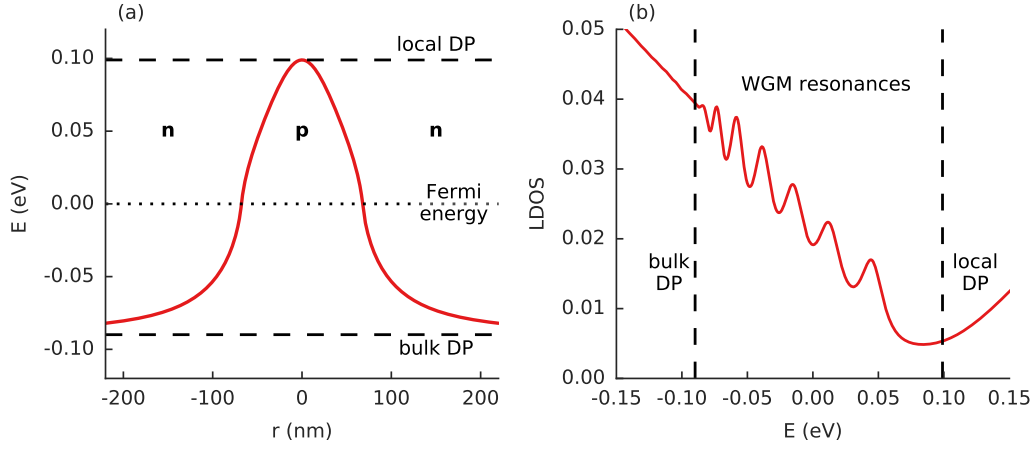 (a)
local DP
n
p
n
Fermi
energy
bulk DP
E (eV)
0.10
0.05
0.00
-0.05
-0.10
-200
-100
0
100
200
r (nm)
(b)
WGM resonances
bulk
DP
local
DP
LDOS
0.05
0.04
0.03
0.02
0.01
0.00
-0.15
-0.10
-0.05
0.00
0.05
0.10
0.15
E (eV)